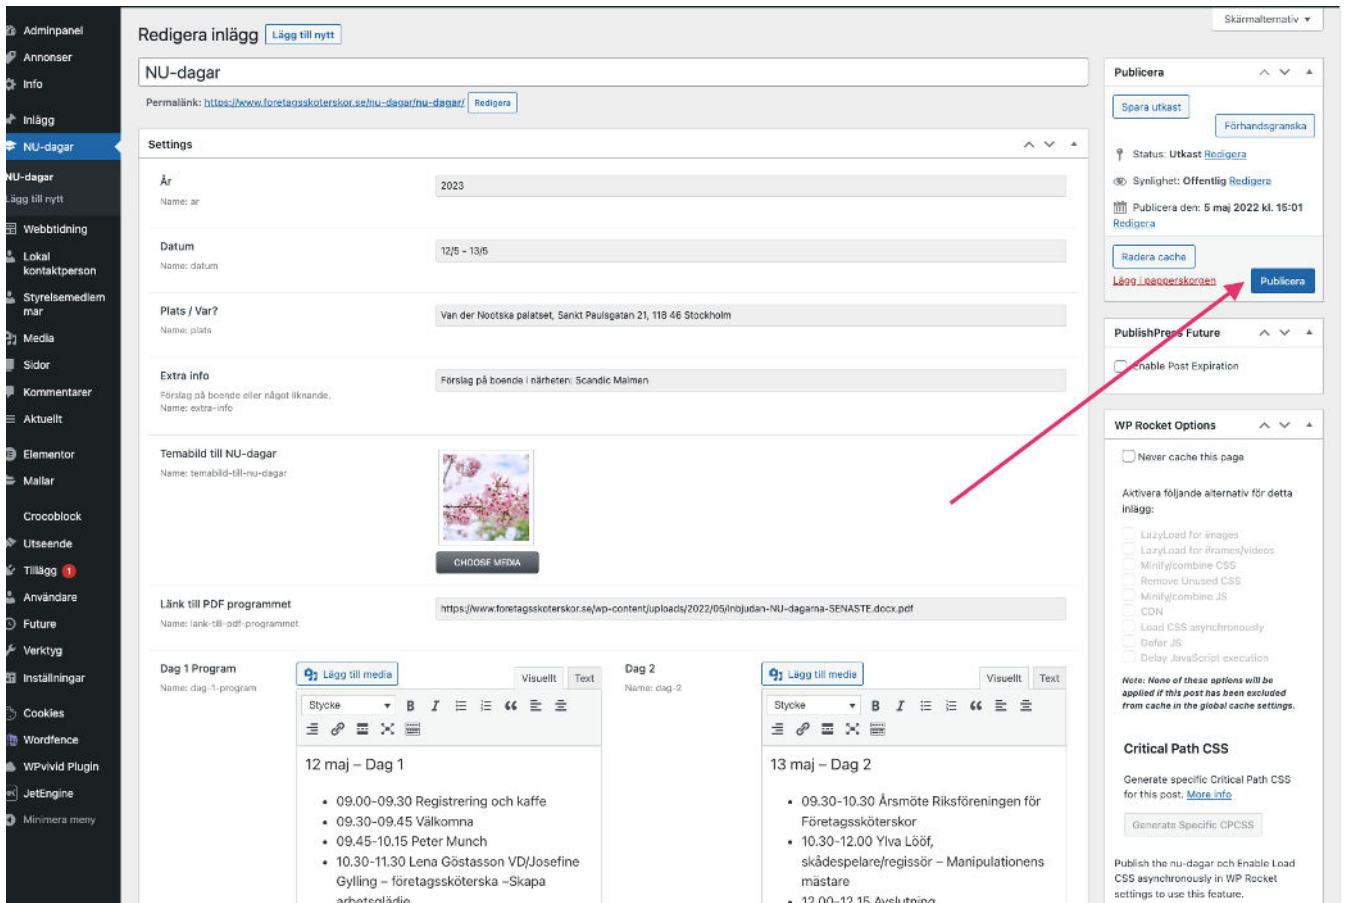 Skärmalternativ
Adminpanel
Annonser
Info
Inlägg
NU-dagar
NU-dagar
Lägg till nytt
Webbtidning
Lokal
kontaktperson
Styrelsemedlem
mar
Media
Sidor
Kommentarer
Aktuellt
Elementor
Mallar
Crocoblock
Utseende
Tillägg 1
Användare
Future
Verktyg
Inställningar
Cookies
Wordfence
WPvivid Plugin
JetEngine
Minimera meny
Redigera inlägg Lägg till nytt
NU-dagar
Permalänk: https://www.foretagsskoterskor.se/nu-dagar/nu-dagar/ Redigera
Settings
År
Name: ar
2023
Datum
Name: datum
12/5 – 13/5
Plats / Var?
Name: plats
Van der Nootska palatset, Sankt Paulsgatan 21, 118 46 Stockholm
Extra info
Förslag på boende eller något liknande.
Name: extra-info
Förslag på boende i närheten: Scandic Malmen
Temabild till NU-dagar
Name: temabild-till-nu-dagar
CHOOSE MEDIA
Länk till PDF programmet
Name: lank-till-pdf-programmet
https://www.foretagsskoterskor.se/wp-content/uploads/2022/05/Inbjudan-NU-dagarna-SENASTE.docx.pdf
Dag 1 Program
Name: dag-1-program
Lägg till media
Visuellt Text
Stycke B I
12 maj – Dag 1
• 09.00-09.30 Registrering och kaffe
• 09.30-09.45 Välkomna
• 09.45-10.15 Peter Munch
• 10.30-11.30 Lena Göstasson VD/Josefine
Gylling – företagssköterska –Skapa
arbetsglädje
Dag 2
Name: dag-2
Lägg till media
Visuellt Text
Stycke B I
13 maj – Dag 2
• 09.30-10.30 Årsmöte Riksföreningen för
Företagssköterskor
• 10.30-12.00 Ylva Lööf,
skådespelare/regissör – Manipulationens
mästare
• 12.00-12.15 Avslutning
Publicera
Spara utkast
Förhandsgranska
Status: Utkast Redigera
Synlighet: Offentlig Redigera
Publicera den: 5 maj 2022 kl. 15:01
Redigera
Radera cache
Lägg i papperskorgen Publicera
PublishPress Future
Enable Post Expiration
WP Rocket Options
Never cache this page
Aktivera följande alternativ för detta
inlägg:
LazyLoad for images
LazyLoad for iframes/videos
Minify/combine CSS
Remove Unused CSS
Minify/combine JS
CDN
Load CSS asynchronously
Defer JS
Delay JavaScript execution
Note: None of these options will be
applied if this post has been excluded
from cache in the global cache settings.
Critical Path CSS
Generate specific Critical Path CSS
for this post. More info
Generate Specific CPCSS
Publish the nu-dagar och Enable Load
CSS asynchronously in WP Rocket
settings to use this feature.